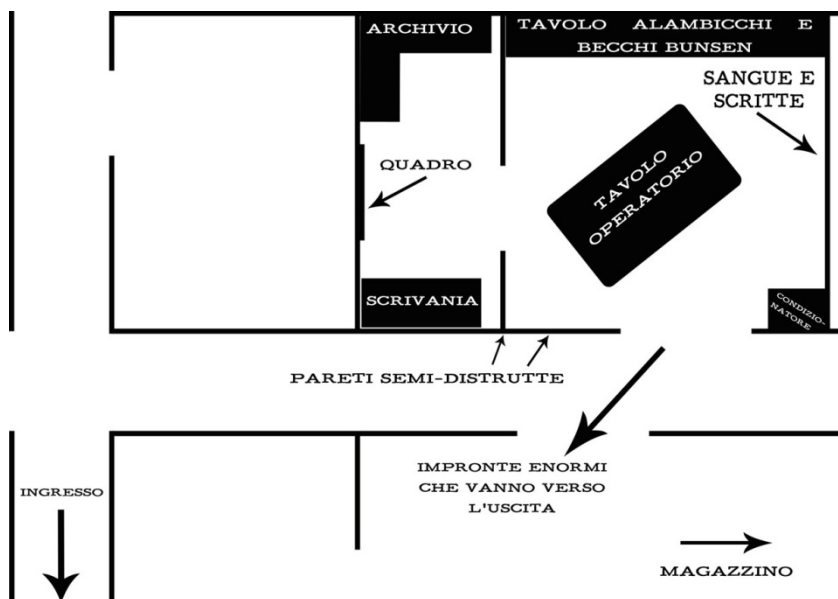 ARCHIVIO
TAVOLO ALAMBICCHI E
BECCHI BUNSEN
SANGUE E
SCRITTE
QUADRO
TAVOLO
OPERATORIO
SCRIVANIA
CONDIZIO-
NATORE
PARETI SEMI-DISTRUTTE
IMPRONTE ENORMI
CHE VANNO VERSO
L'USCITA
INGRESSO
MAGAZZINO